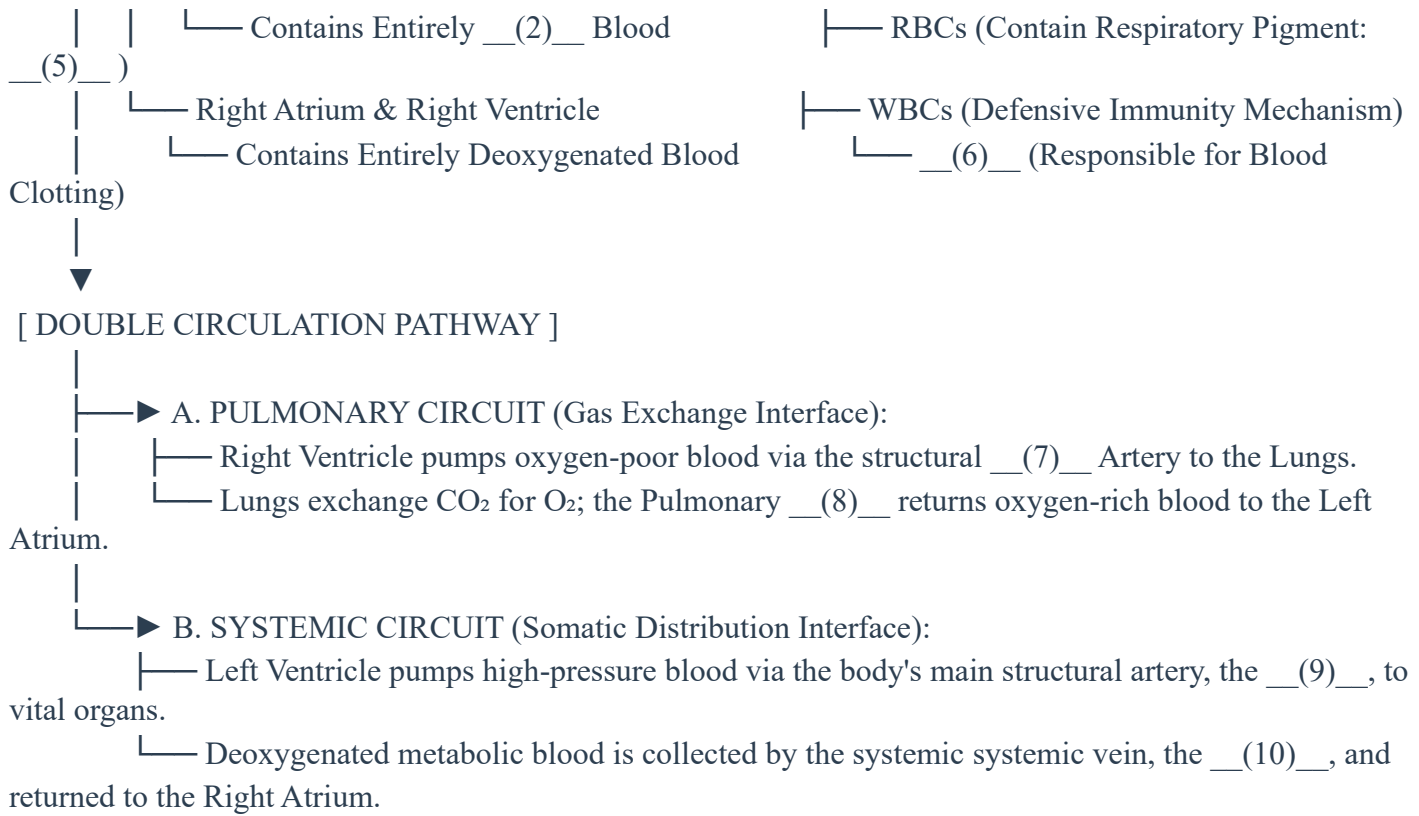 │ │ └── Contains Entirely __(2)__ Blood ├── RBCs (Contain Respiratory Pigment:
__(5)__ )
│ └── Right Atrium & Right Ventricle ├── WBCs (Defensive Immunity Mechanism)
│ └── Contains Entirely Deoxygenated Blood └── __(6)__ (Responsible for Blood
Clotting)
│
▼
[ DOUBLE CIRCULATION PATHWAY ]
│
├──► A. PULMONARY CIRCUIT (Gas Exchange Interface):
│ ├── Right Ventricle pumps oxygen-poor blood via the structural __(7)__ Artery to the Lungs.
│ └── Lungs exchange CO₂ for O₂; the Pulmonary __(8)__ returns oxygen-rich blood to the Left
Atrium.
│
└──► B. SYSTEMIC CIRCUIT (Somatic Distribution Interface):
├── Left Ventricle pumps high-pressure blood via the body's main structural artery, the __(9)__, to
vital organs.
└── Deoxygenated metabolic blood is collected by the systemic systemic vein, the __(10)__, and
returned to the Right Atrium.